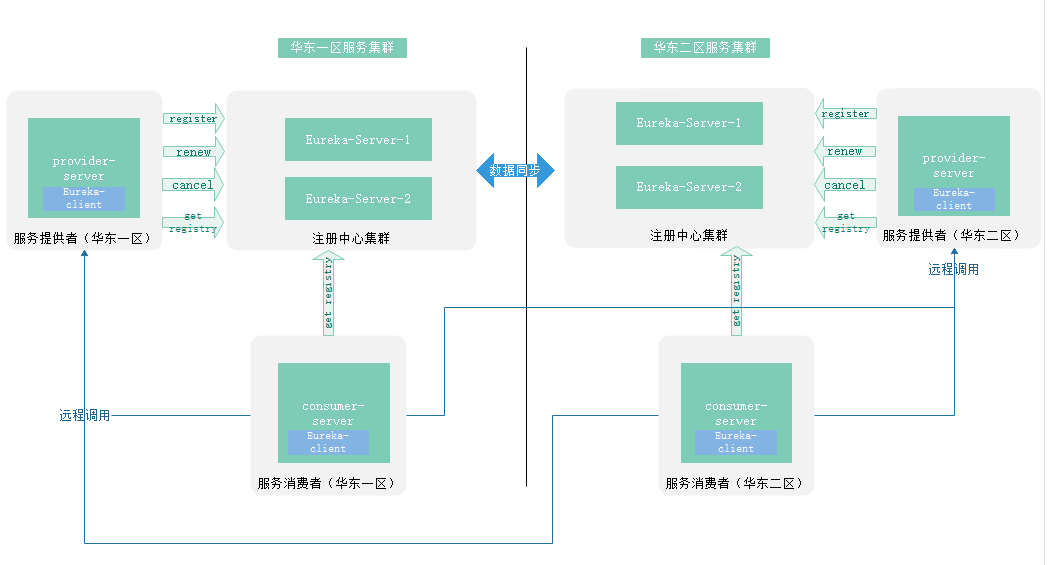 华东一区服务集群
华东二区服务集群
provider-
server
Eureka-
client
服务提供者（华东一区）
register
renew
cancel
get
registry
Eureka-Server-1
Eureka-Server-2
注册中心集群
数据同步
Eureka-Server-1
Eureka-Server-2
注册中心集群
register
renew
cancel
get
registry
provider-
server
Eureka-
client
服务提供者（华东二区）
远程调用
get registry
get registry
远程调用
consumer-
server
Eureka-
client
服务消费者（华东一区）
consumer-
server
Eureka-
client
服务消费者（华东二区）